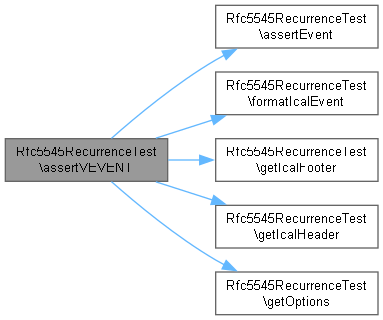 Rfc5545RecurrenceTest
\assertEvent
Rfc5545RecurrenceTest
\formatIcalEvent
Rfc5545RecurrenceTest
\assertVEVENT
Rfc5545RecurrenceTest
\getIcalFooter
Rfc5545RecurrenceTest
\getIcalHeader
Rfc5545RecurrenceTest
\getOptions